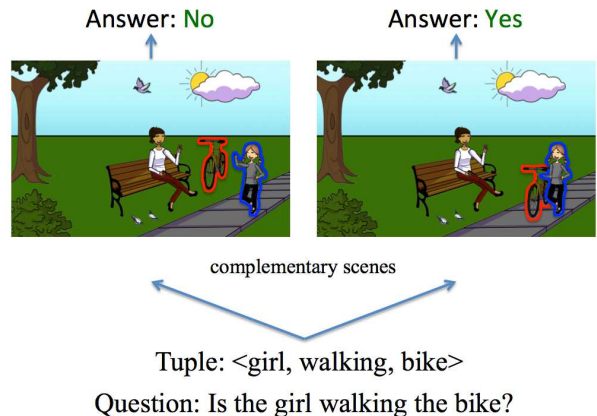 Answer: No
Answer: Yes
complementary scenes
Tuple: <girl, walking, bike>
Question: Is the girl walking the bike?